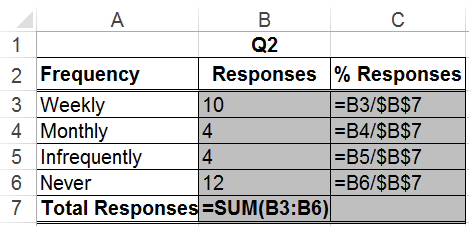 A B C
1 Q2
2 Frequency Responses % Responses
3 Weekly 10 =B3/$B$7
4 Monthly 4 =B4/$B$7
5 Infrequently 4 =B5/$B$7
6 Never 12 =B6/$B$7
7 Total Responses =SUM(B3:B6)